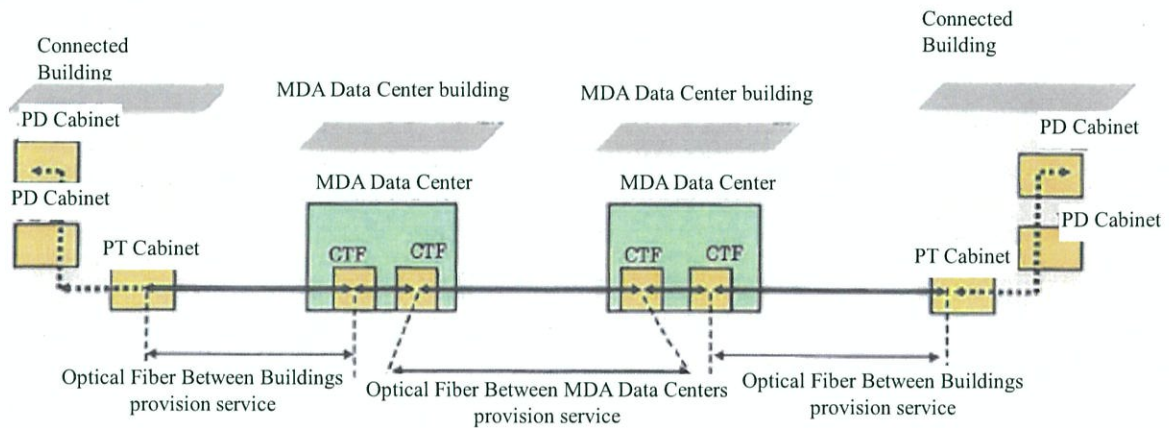 Connected
Building
Connected
Building
MDA Data Center building
MDA Data Center building
PD Cabinet
PD Cabinet
MDA Data Center
MDA Data Center
PD Cabinet
PD Cabinet
PT Cabinet
CTF
CTF
CTF
CTF
PT Cabinet
Optical Fiber Between Buildings
provision service
Optical Fiber Between MDA Data Centers
provision service
Optical Fiber Between Buildings
provision service